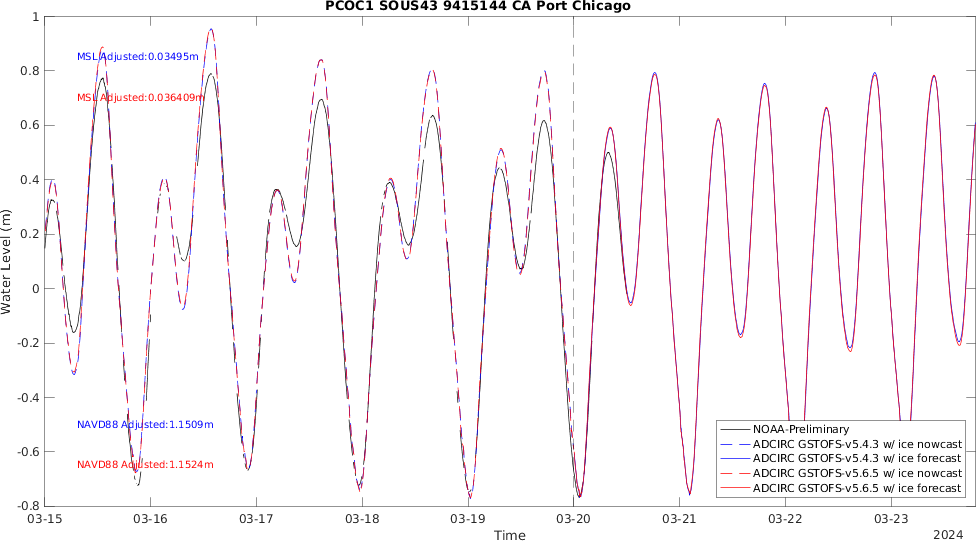 PCOC1 SOUS43 9415144 CA Port Chicago
Water Level (m)
1
0.8
0.6
0.4
0.2
0
-0.2
-0.4
-0.6
-0.8
MSL Adjusted:0.03495m
MSL Adjusted:0.036409m
NAVD88 Adjusted:1.1509m
NAVD88 Adjusted:1.1524m
NOAA-Preliminary
ADCIRC GSTOFS-v5.4.3 w/ ice nowcast
ADCIRC GSTOFS-v5.4.3 w/ ice forecast
ADCIRC GSTOFS-v5.6.5 w/ ice nowcast
ADCIRC GSTOFS-v5.6.5 w/ ice forecast
03-15 03-16 03-17 03-18 03-19 03-20 03-21 03-22 03-23
Time
2024